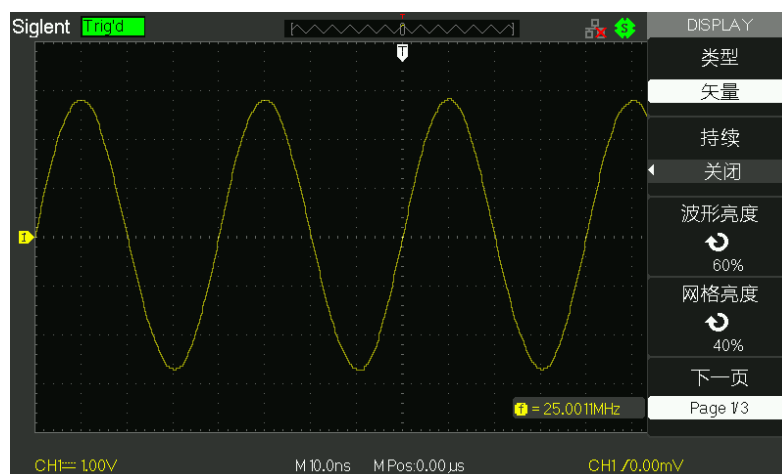 Siglent Trig'd DISPLAY
T
类型
矢量
持续
关闭
波形亮度
60%
网格亮度
40%
下一页
Page 1/3
f = 25.0011MHz
CH1 1.00V M 10.0ns M Pos:0.00 μs CH1 /0.00mV